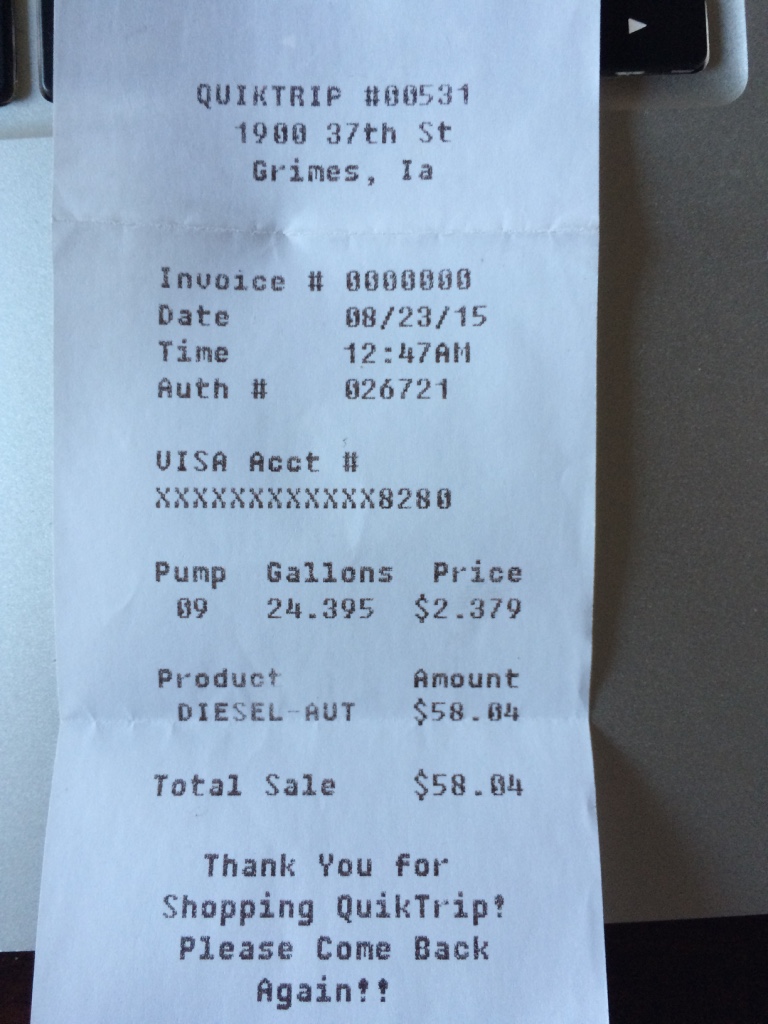 QUIKTRIP #00531
1900 37th St
Grimes, Ia
Invoice # 0000000
Date 08/23/15
Time 12:47AM
Auth # 026721
VISA Acct #
XXXXXXXXXXXX8280
Pump Gallons Price
09 24.395 $2.379
Product Amount
DIESEL-AUT $58.04
Total Sale $58.04
Thank You for
Shopping QuikTrip!
Please Come Back
Again!!